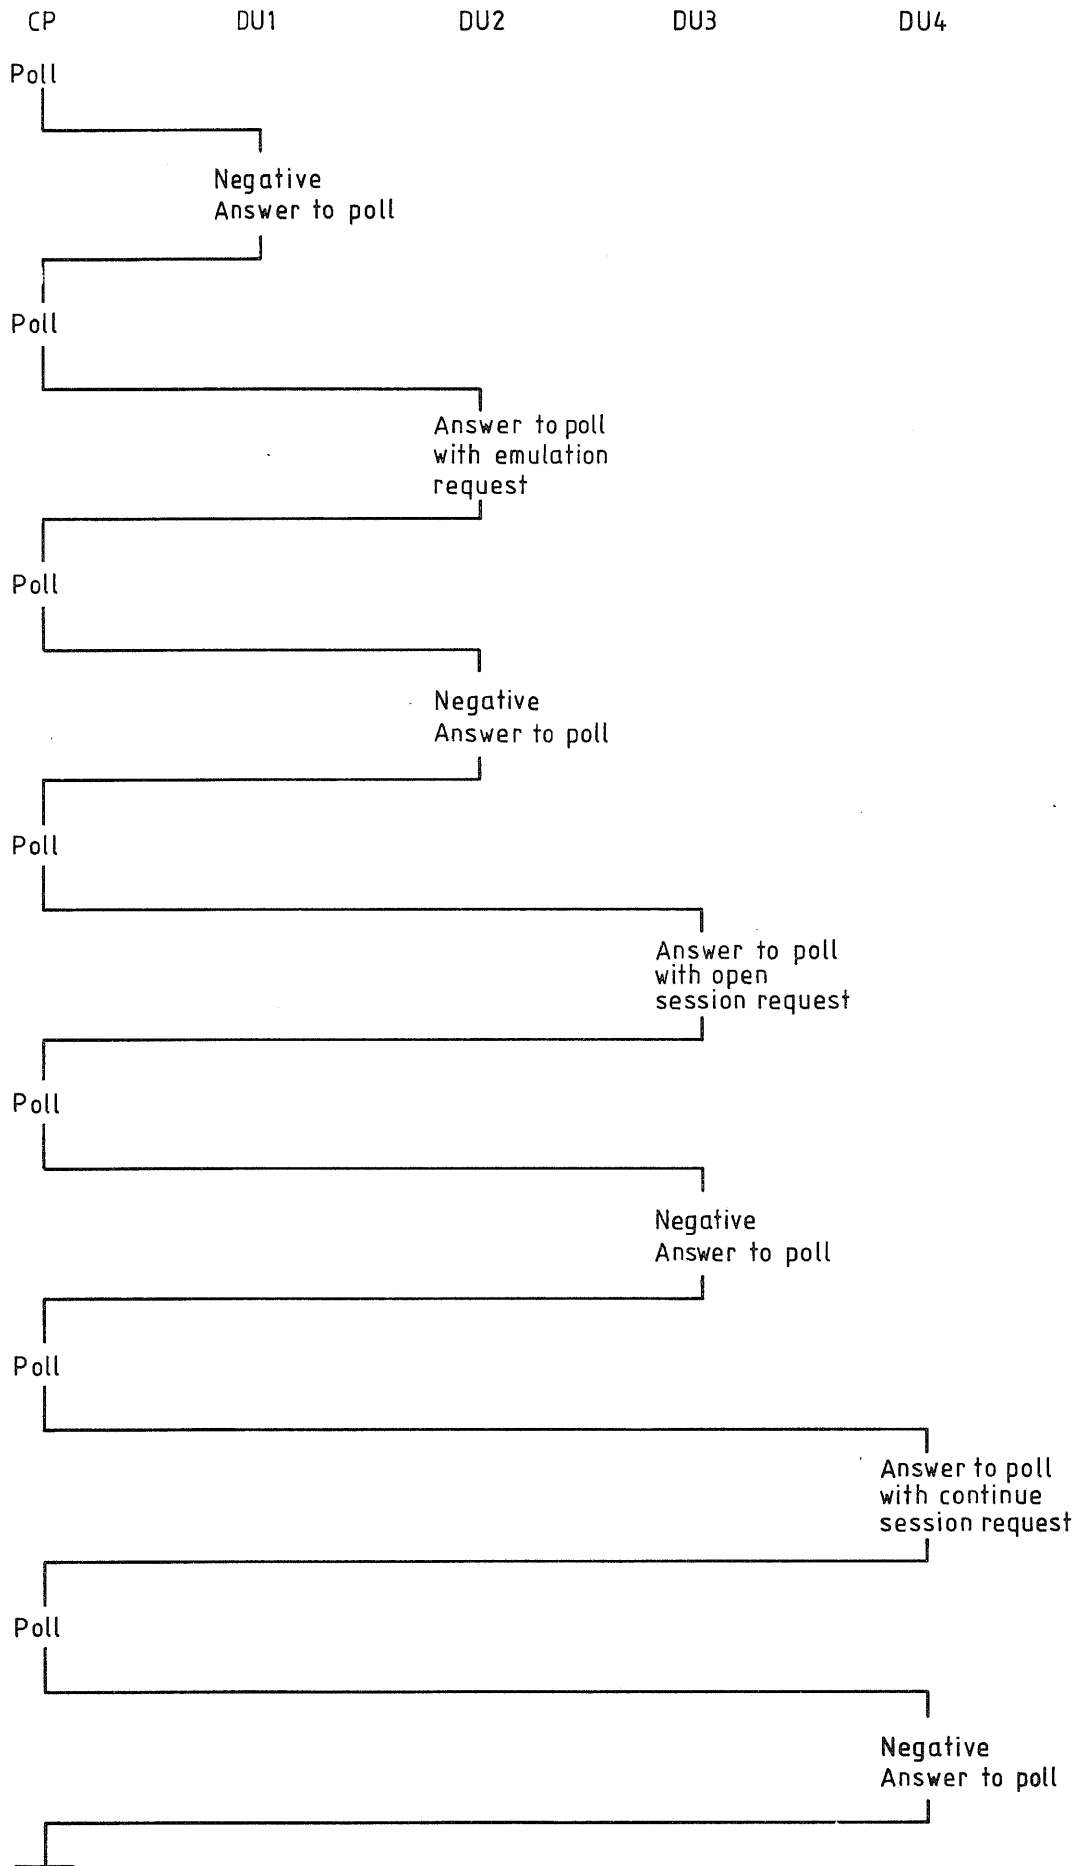 CP DU1 DU2 DU3 DU4
Poll
Negative
Answer to poll
Poll
Answer to poll
with emulation
request
Poll
Negative
Answer to poll
Poll
Answer to poll
with open
session request
Poll
Negative
Answer to poll
Poll
Answer to poll
with continue
session request
Poll
Negative
Answer to poll